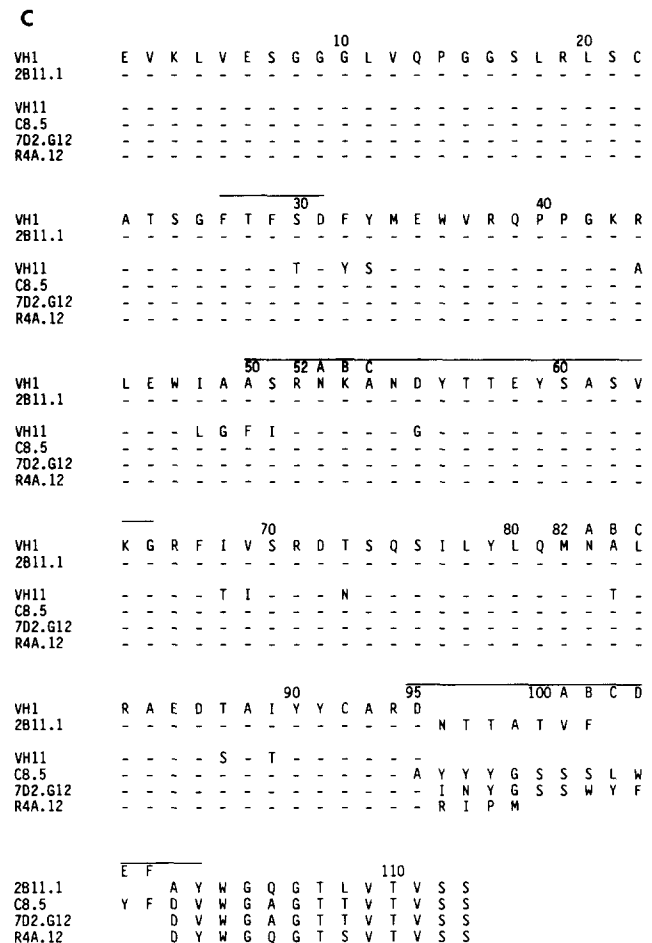 C
10 20
VH1 E V K L V E S G G G L V Q P G G S L R L S C
2B11.1 - - - - - - - - - - - - - - - - - - - - - -
VH11 - - - - - - - - - - - - - - - - - - - - - -
C8.5 - - - - - - - - - - - - - - - - - - - - - -
7D2.G12 - - - - - - - - - - - - - - - - - - - - - -
R4A.12 - - - - - - - - - - - - - - - - - - - - - -
30 40
VH1 A T S G F T F S D F Y M E W V R Q P P G K R
2B11.1 - - - - - - - - - - - - - - - - - - - - - -
VH11 - - - - - - - T - Y S - - - - - - - - - - A
C8.5 - - - - - - - - - - - - - - - - - - - - - -
7D2.G12 - - - - - - - - - - - - - - - - - - - - - -
R4A.12 - - - - - - - - - - - - - - - - - - - - - -
50 52 A B C 60
VH1 L E W I A A S R N K A N D Y T T E Y S A S V
2B11.1 - - - - - - - - - - - - - - - - - - - - - -
VH11 - - - L G F I - - - - - G - - - - - - - - -
C8.5 - - - - - - - - - - - - - - - - - - - - - -
7D2.G12 - - - - - - - - - - - - - - - - - - - - - -
R4A.12 - - - - - - - - - - - - - - - - - - - - - -
70 80 82 A B C
VH1 K G R F I V S R D T S Q S I L Y L Q M N A L
2B11.1 - - - - - - - - - - - - - - - - - - - - - -
VH11 - - - - T I - - - N - - - - - - - - - - T -
C8.5 - - - - - - - - - - - - - - - - - - - - - -
7D2.G12 - - - - - - - - - - - - - - - - - - - - - -
R4A.12 - - - - - - - - - - - - - - - - - - - - - -
90 95 100 A B C D
VH1 R A E D T A I Y Y C A R D
2B11.1 - - - - - - - - - - - - - N T T A T V F
VH11 - - - - S - T - - - - - -
C8.5 - - - - - - - - - - - - A Y Y Y G S S S L W
7D2.G12 - - - - - - - - - - - - - I N Y G S S W Y F
R4A.12 - - - - - - - - - - - - - R I P M
E F 110
2B11.1 A Y W G Q G T L V T V S S
C8.5 Y F D V W G A G T T V T V S S
7D2.G12 D V W G A G T T V T V S S
R4A.12 D Y W G Q G T S V T V S S